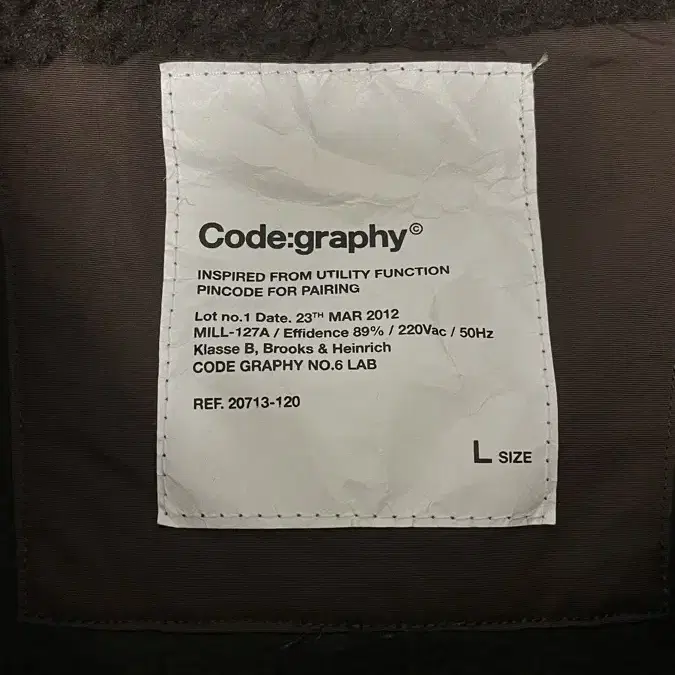 Code:graphy©
INSPIRED FROM UTILITY FUNCTION
PINCODE FOR PAIRING
Lot no.1 Date. 23TH MAR 2012
MILL-127A / Effidence 89% / 220Vac / 50Hz
Klasse B, Brooks & Heinrich
CODE GRAPHY NO.6 LAB
REF. 20713-120
L SIZE